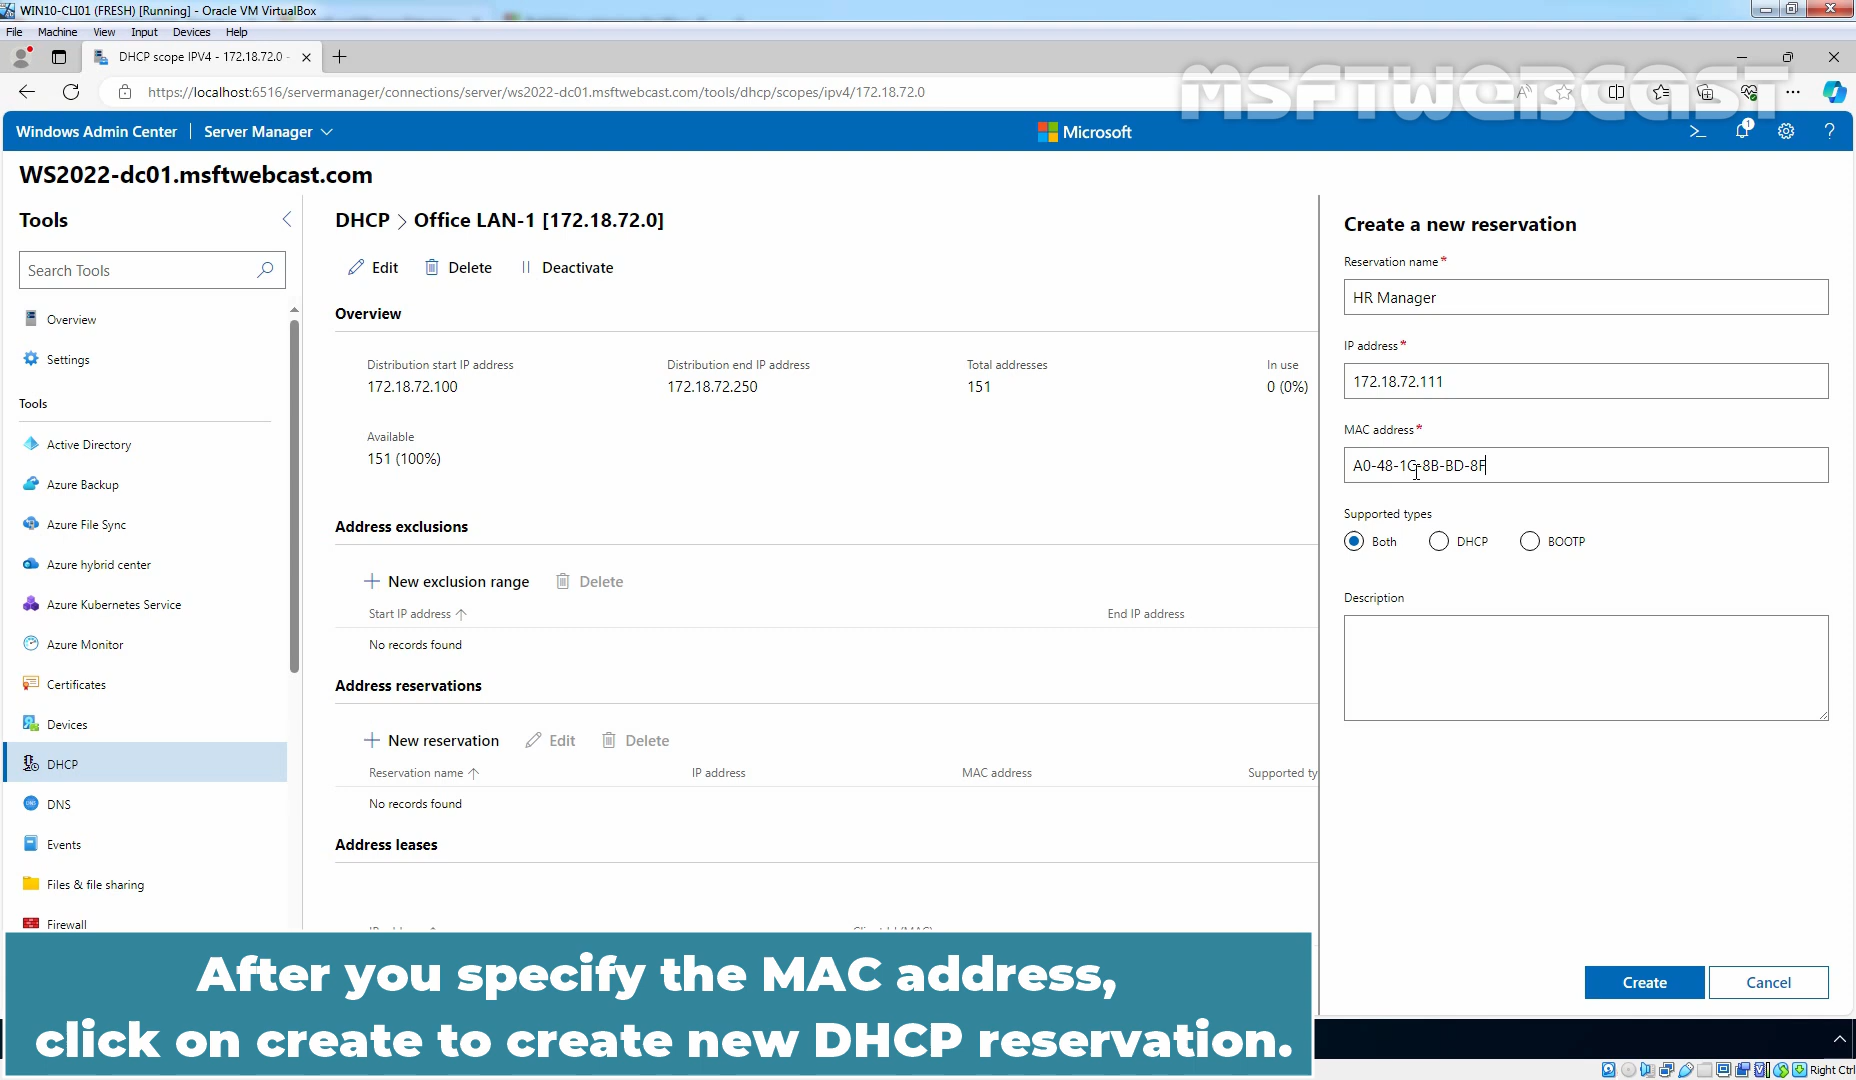 WIN10-CLI01 (FRESH) [Running] - Oracle VM VirtualBox
File Machine View Input Devices Help
DHCP scope IPV4 - 172.18.72.0 -
MSFTWEBCAST
https://localhost:6516/servermanager/connections/server/ws2022-dc01.msftwebcast.com/tools/dhcp/scopes/ipv4/172.18.72.0
Windows Admin Center | Server Manager
Microsoft
1
WS2022-dc01.msftwebcast.com
Tools
Search Tools
Overview
Settings
Tools
Active Directory
Azure Backup
Azure File Sync
Azure hybrid center
Azure Kubernetes Service
Azure Monitor
Certificates
Devices
DHCP
DNS
Events
Files & file sharing
Firewall
DHCP > Office LAN-1 [172.18.72.0]
Edit Delete Deactivate
Overview
Distribution start IP address Distribution end IP address Total addresses In use
172.18.72.100 172.18.72.250 151 0 (0%)
Available
151 (100%)
Address exclusions
New exclusion range Delete
Start IP address End IP address
No records found
Address reservations
New reservation Edit Delete
Reservation name IP address MAC address Supported ty
No records found
Address leases
Create a new reservation
Reservation name*
HR Manager
IP address*
172.18.72.111
MAC address*
A0-48-1C-8B-BD-8F
Supported types
Both DHCP BOOTP
Description
Create Cancel
After you specify the MAC address,
click on create to create new DHCP reservation.
Right Ctrl